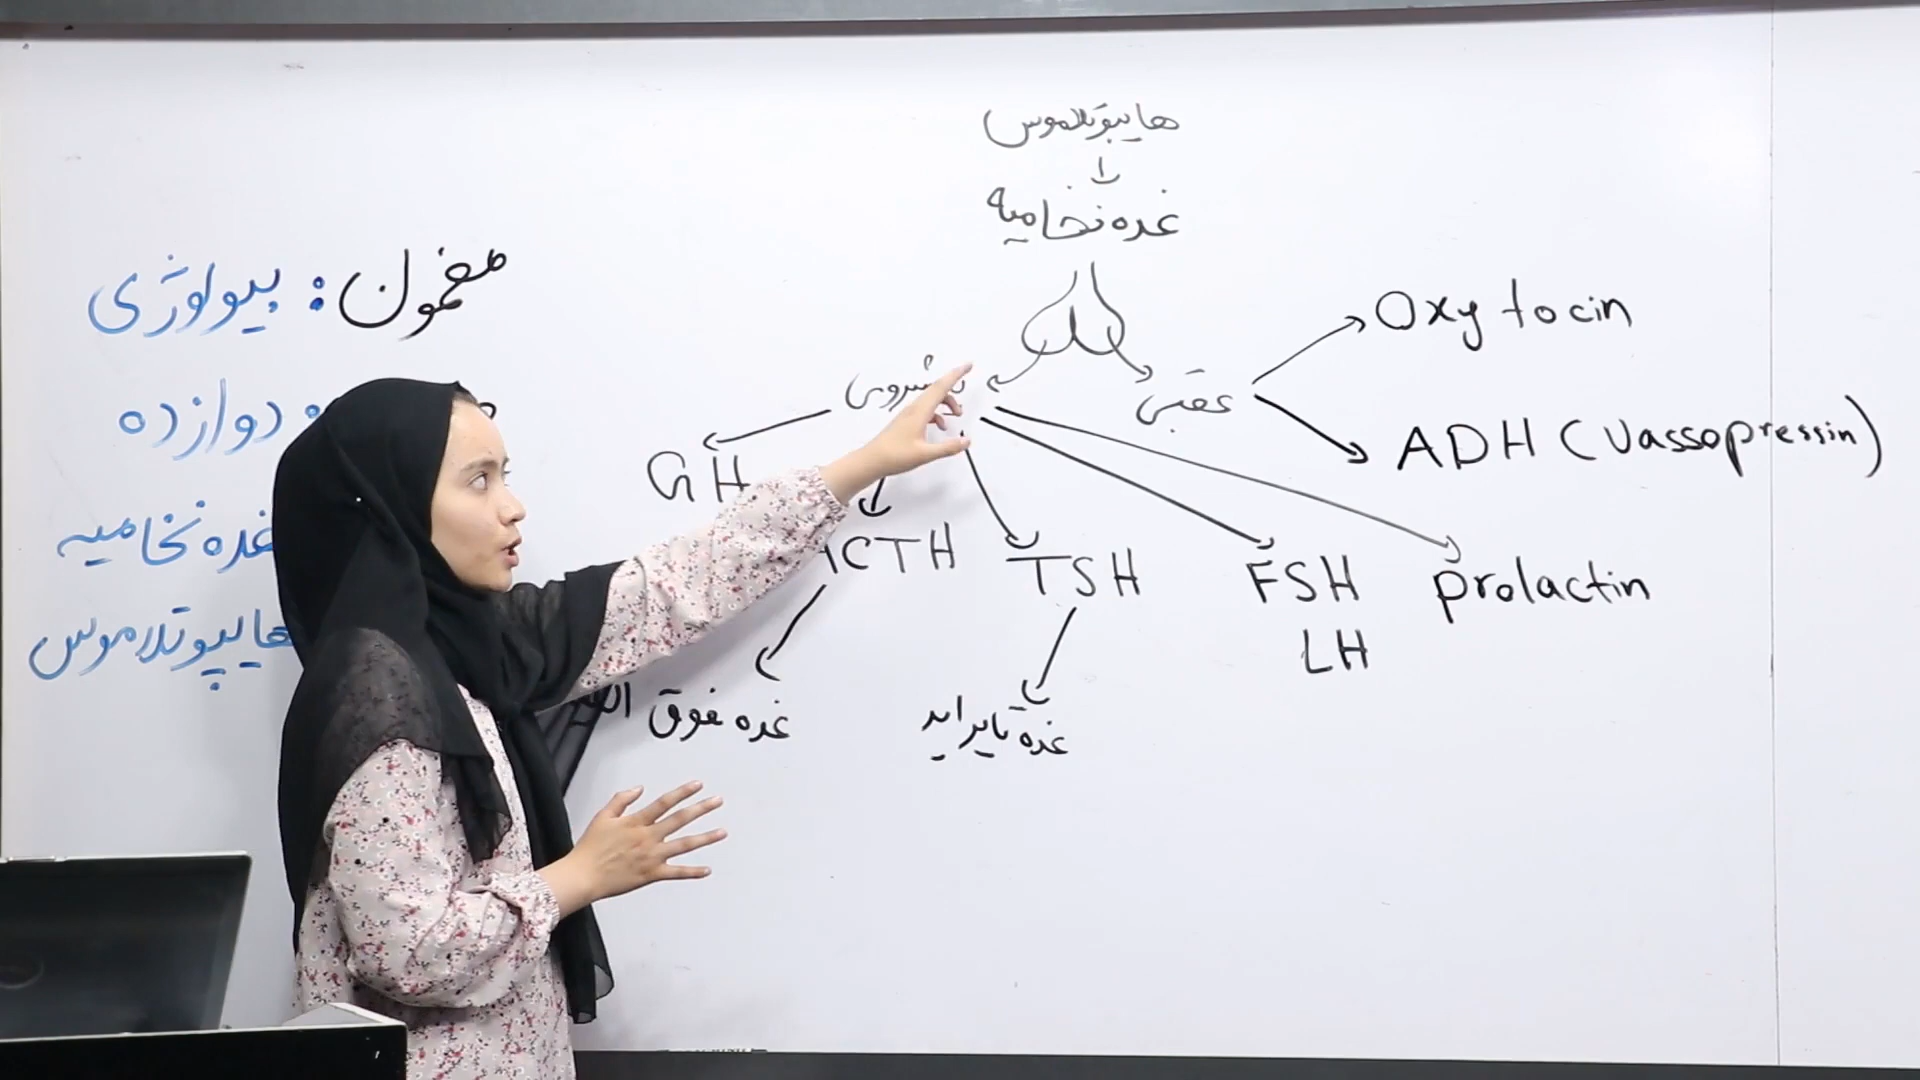 هایپوتلاموس
غده نخامیه
مضمون: بیولوژی
Oxytocin
عقبی
دوازده
ADH (Vassopressin)
GH
غده نخامیه
CTH
TSH
FSH
prolactin
هایپوتلاموس
LH
غده فوق
غده تایراید